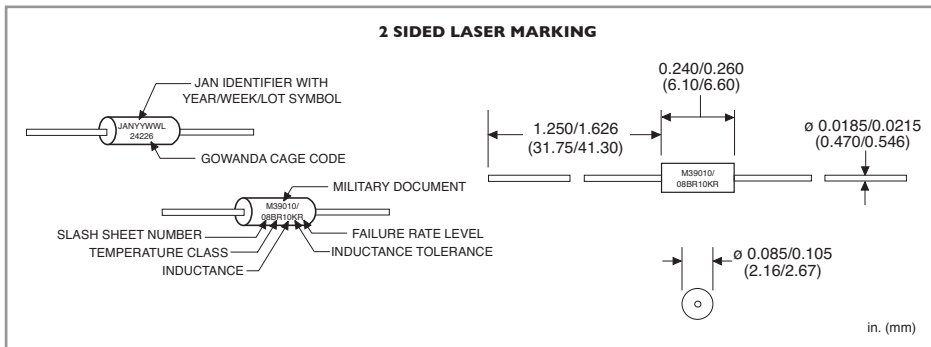 2 SIDED LASER MARKING
JAN IDENTIFIER WITH
YEAR/WEEK/LOT SYMBOL
JANYYWWL
24226
GOWANDA CAGE CODE
MILITARY DOCUMENT
M39010/
08BR10KR
SLASH SHEET NUMBER
FAILURE RATE LEVEL
TEMPERATURE CLASS
INDUCTANCE TOLERANCE
INDUCTANCE
0.240/0.260
(6.10/6.60)
1.250/1.626
(31.75/41.30)
ø 0.0185/0.0215
(0.470/0.546)
M39010/
08BR10KR
ø 0.085/0.105
(2.16/2.67)
in. (mm)